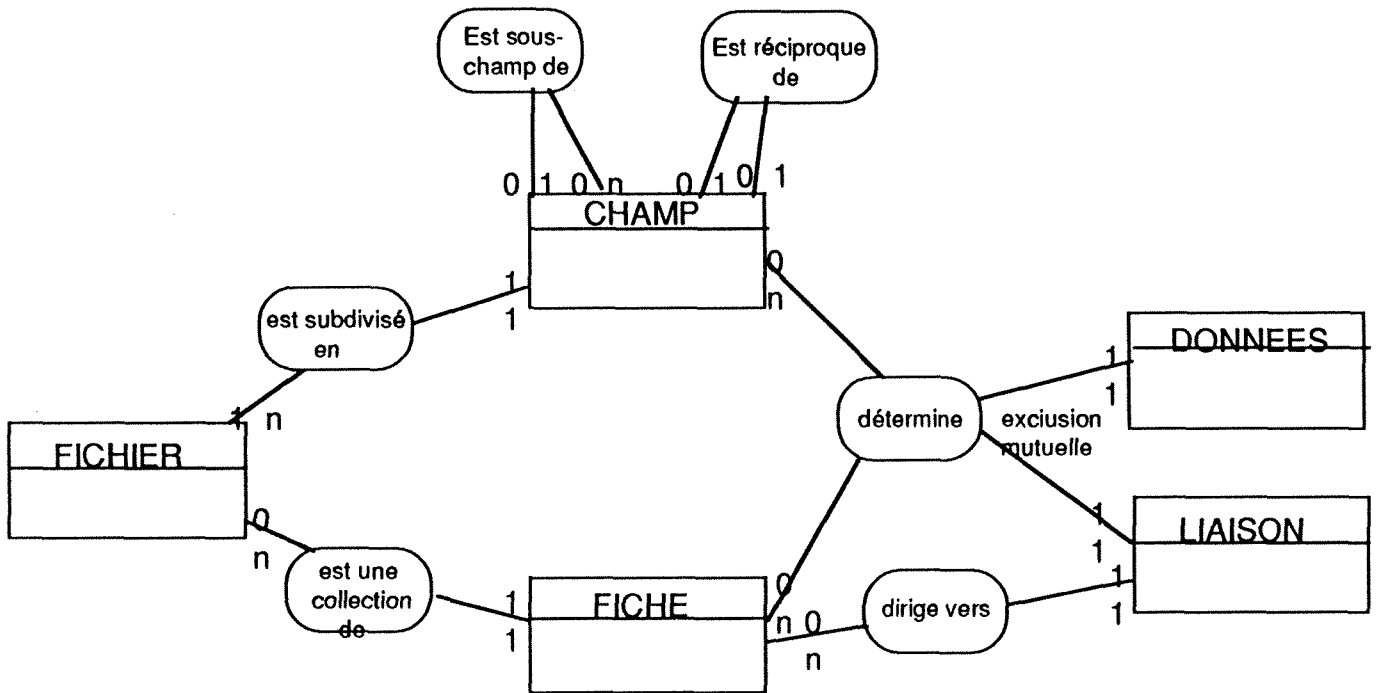 Est sous-
champ de
Est réciproque
de
0 1 0 n 0 1 0 1
CHAMP
0
n
1
1
est subdivisé
en
1 n
FICHIER
0
n
est une
collection
de
1
1
FICHE
0
n 0
n
détermine
exclusion
mutuelle
1
1
DONNEES
1
1
LIAISON
dirige vers
1
1